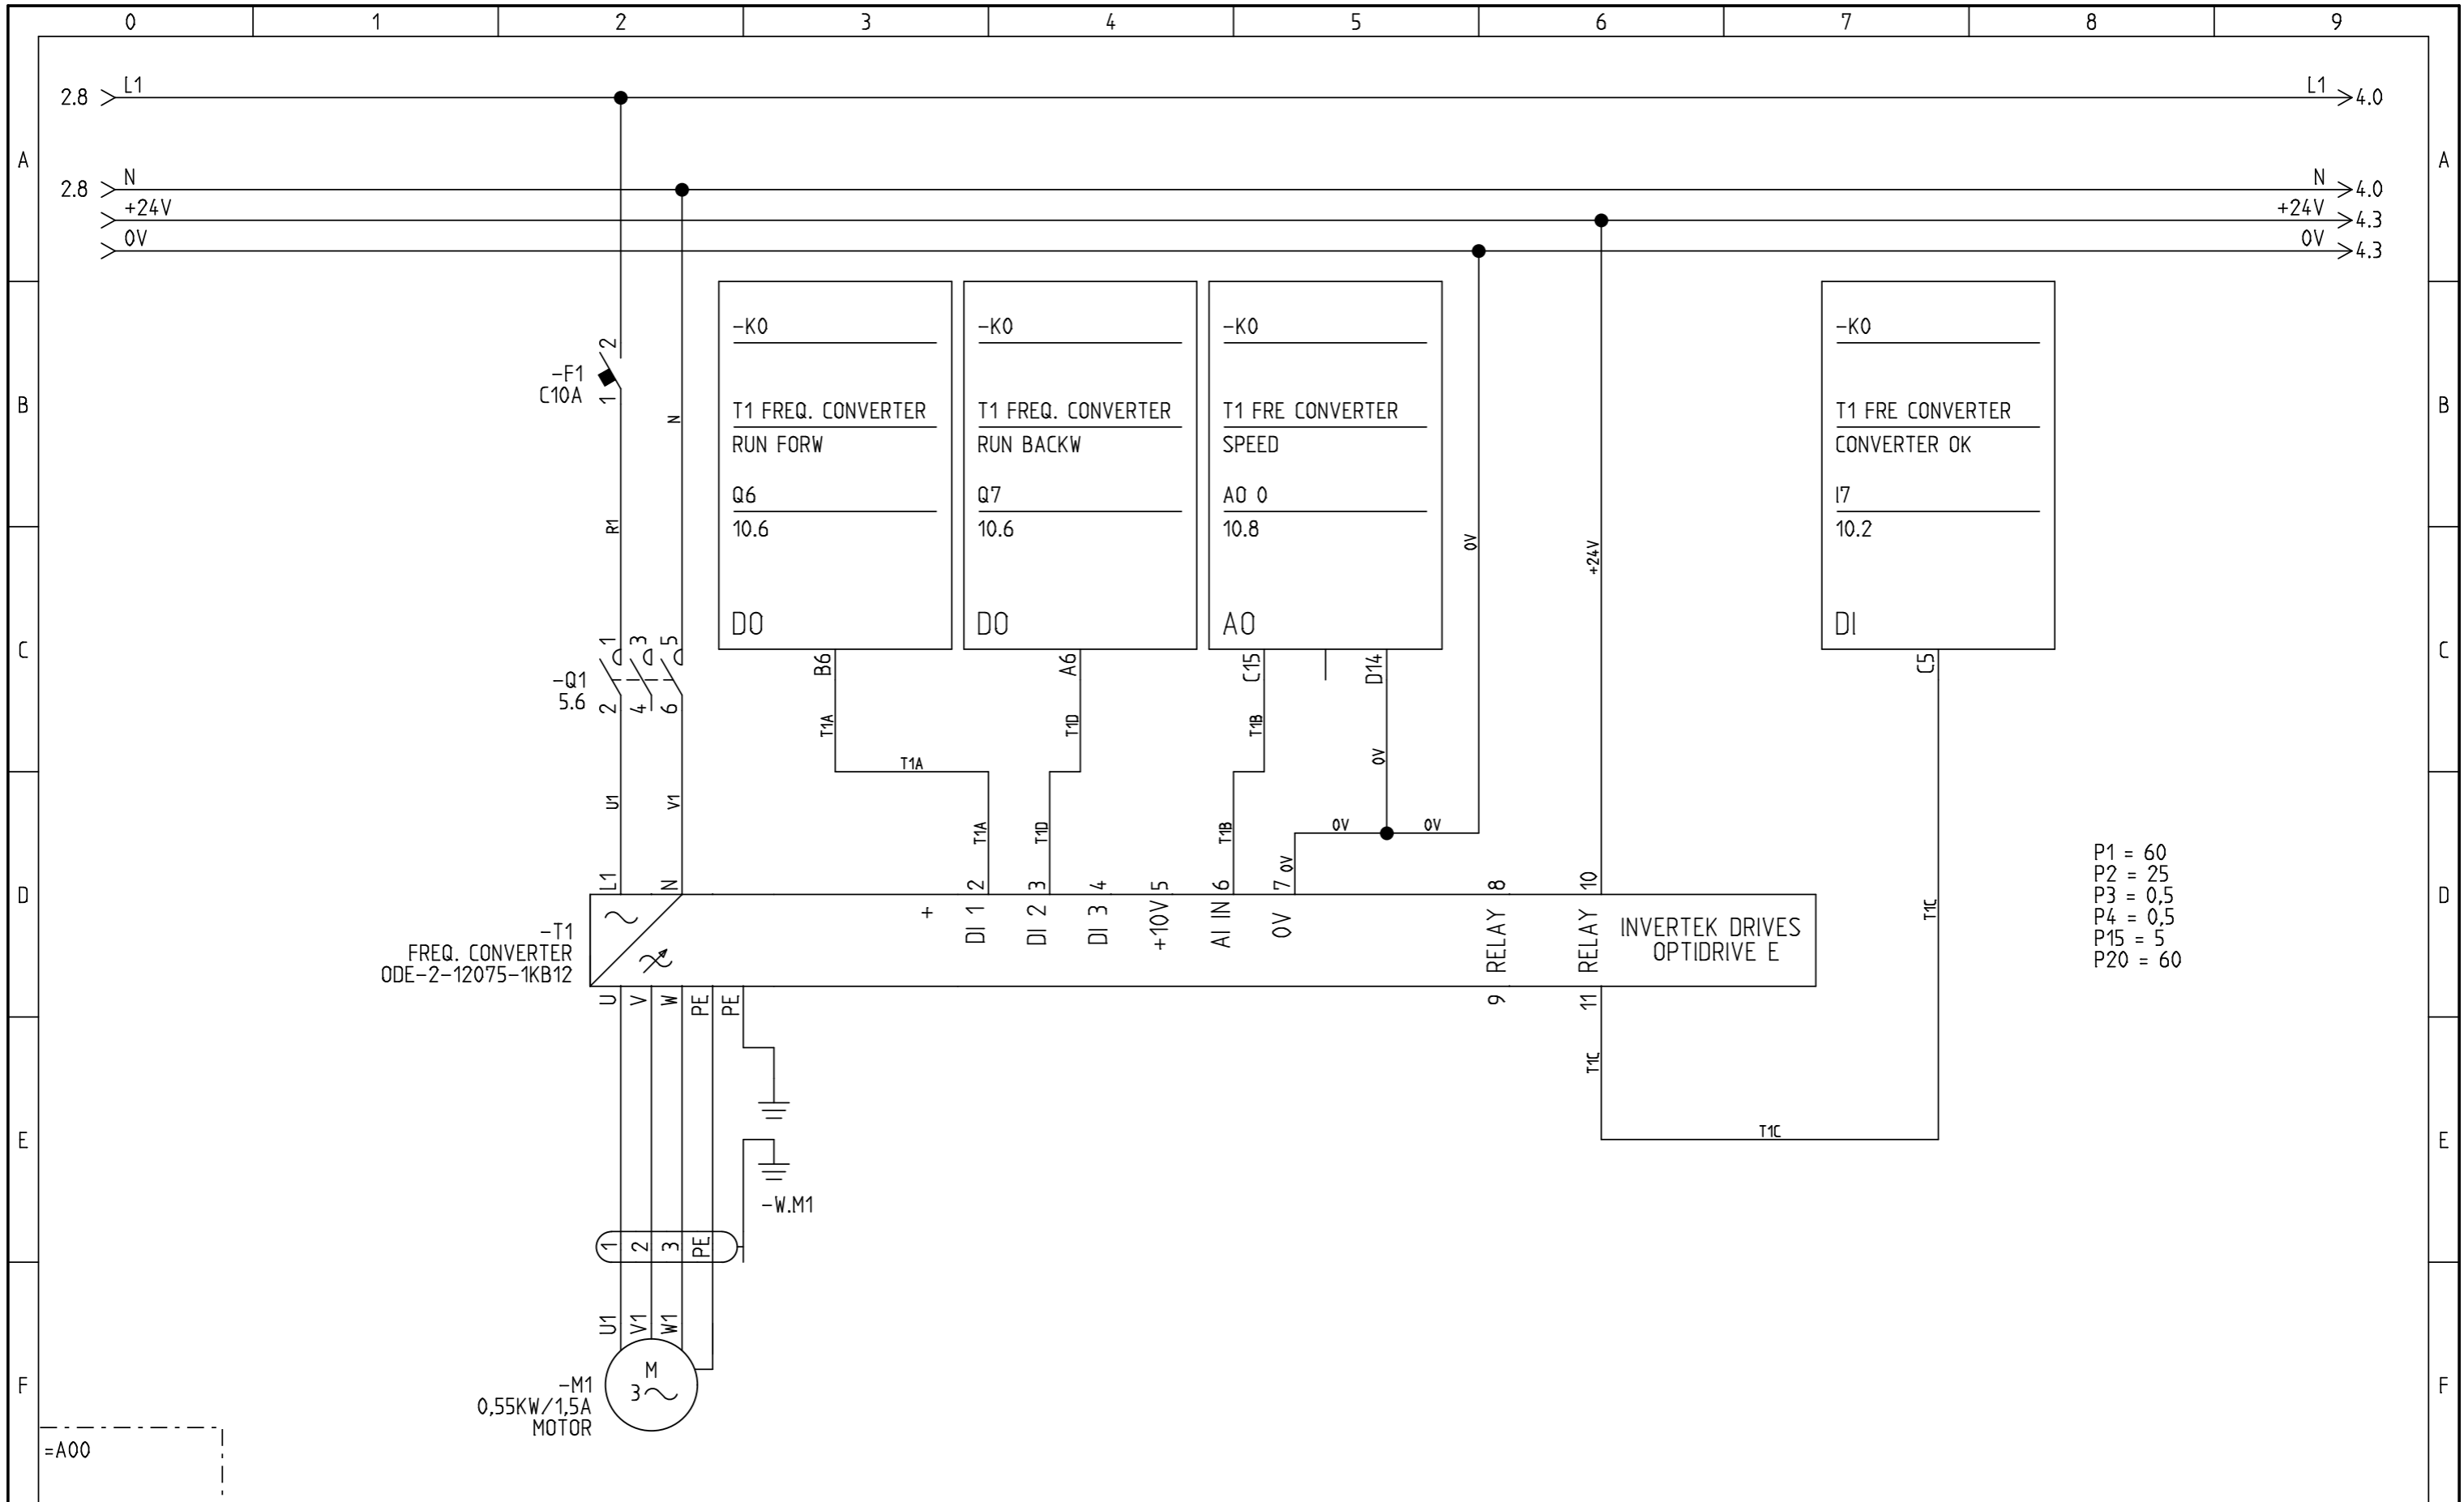 0 1 2 3 4 5 6 7 8 9
2.8 L1 L1 4.0
A A
2.8 N N 4.0
+24V +24V 4.3
0V 0V 4.3
-K0
T1 FREQ. CONVERTER
RUN FORW
Q6
10.6
DO
B6
-K0
T1 FREQ. CONVERTER
RUN BACKW
Q7
10.6
DO
A6
-K0
T1 FRE CONVERTER
SPEED
AO 0
10.8
AO
C15
D14
-K0
T1 FRE CONVERTER
CONVERTER OK
I7
10.2
DI
C5
B B
2
-F1
C10A
1
N
R1
0V
+24V
C C
1 3 5
-Q1
5.6
2 4 6
T1A
T1D
T1B
0V
T1A
U1
V1
T1A
T1D
T1B
0V
0V
0V
D D
L1 N 2 3 4 5 6 7 8 10
-T1
FREQ. CONVERTER
ODE-2-12075-1KB12
+
DI 1
DI 2
DI 3
+10V
AI IN
0V
RELAY
RELAY
INVERTEK DRIVES
OPTIDRIVE E
T1C
P1 = 60
P2 = 25
P3 = 0,5
P4 = 0,5
P15 = 5
P20 = 60
U V W PE PE 9 11
T1C
E E
T1C
-W.M1
1 2 3 PE
U1 V1 W1
F F
M
3
-M1
0,55KW/1,5A
MOTOR
=A00